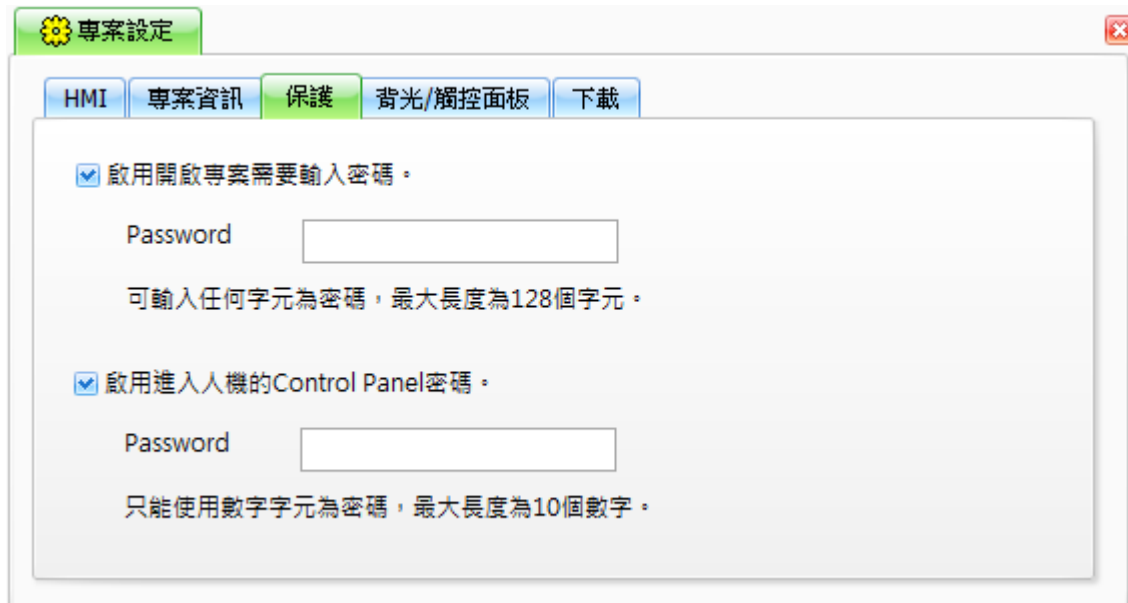 專案設定
HMI 專案資訊 保護 背光/觸控面板 下載
啟用開啟專案需要輸入密碼。
Password
可輸入任何字元為密碼，最大長度為128個字元。
啟用進入人機的Control Panel密碼。
Password
只能使用數字字元為密碼，最大長度為10個數字。